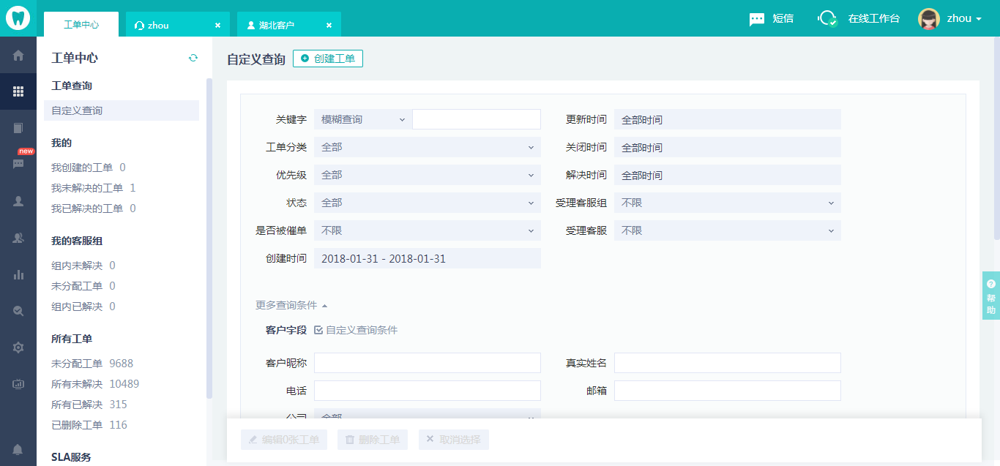 工单中心
zhou
湖北客户
短信
在线工作台
zhou
new
工单中心
工单查询
自定义查询
我的
我创建的工单 0
我未解决的工单 1
我已解决的工单 0
我的客服组
组内未解决 0
未分配工单 0
组内已解决 0
所有工单
未分配工单 9688
所有未解决 10489
所有已解决 315
已删除工单 116
SLA服务
自定义查询
创建工单
关键字 模糊查询 更新时间 全部时间
工单分类 全部 关闭时间 全部时间
优先级 全部 解决时间 全部时间
状态 全部 受理客服组 不限
是否被催单 不限 受理客服 不限
创建时间 2018-01-31 - 2018-01-31
更多查询条件
客户字段 自定义查询条件
客户昵称 真实姓名
电话 邮箱
公司 全部
编辑0张工单 删除工单 取消选择
帮助